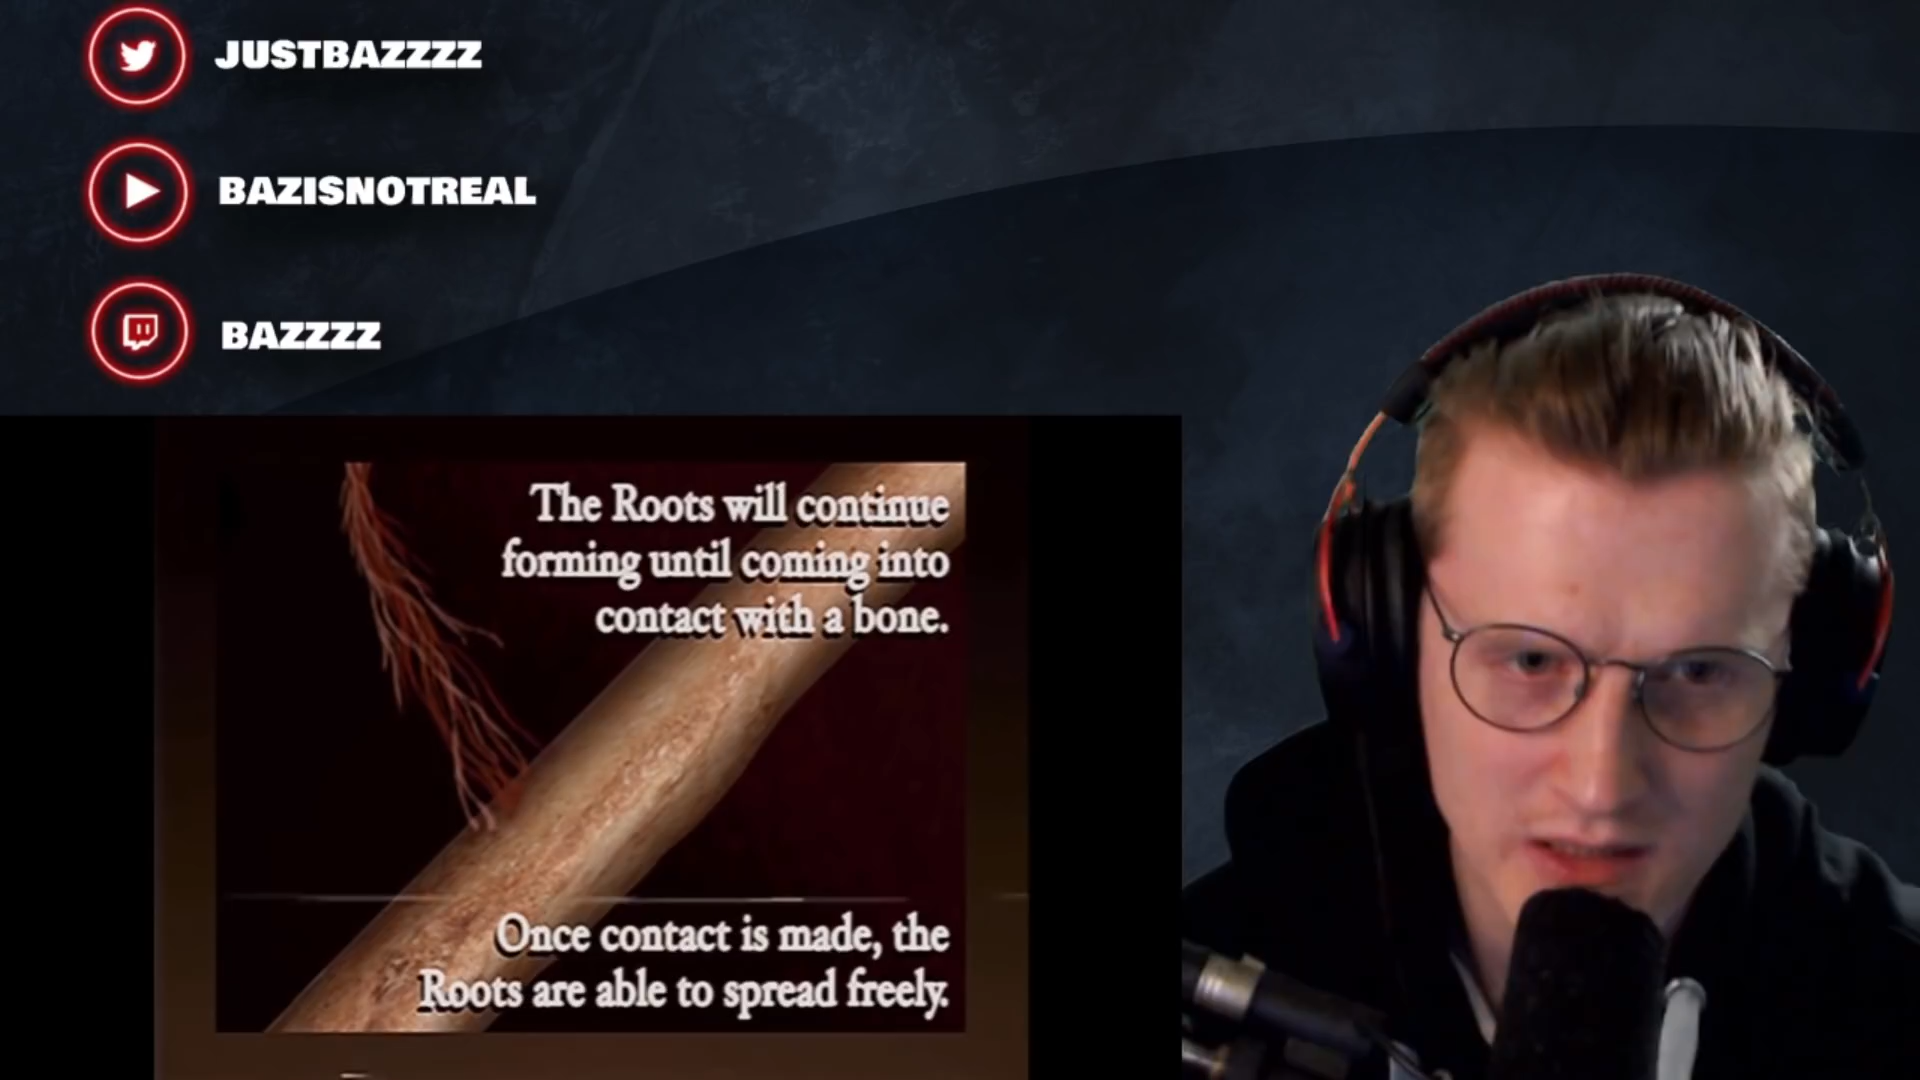 JUSTBAZZZZ
BAZISNOTREAL
BAZZZZ
The Roots will continue
forming until coming into
contact with a bone.
Once contact is made, the
Roots are able to spread freely.